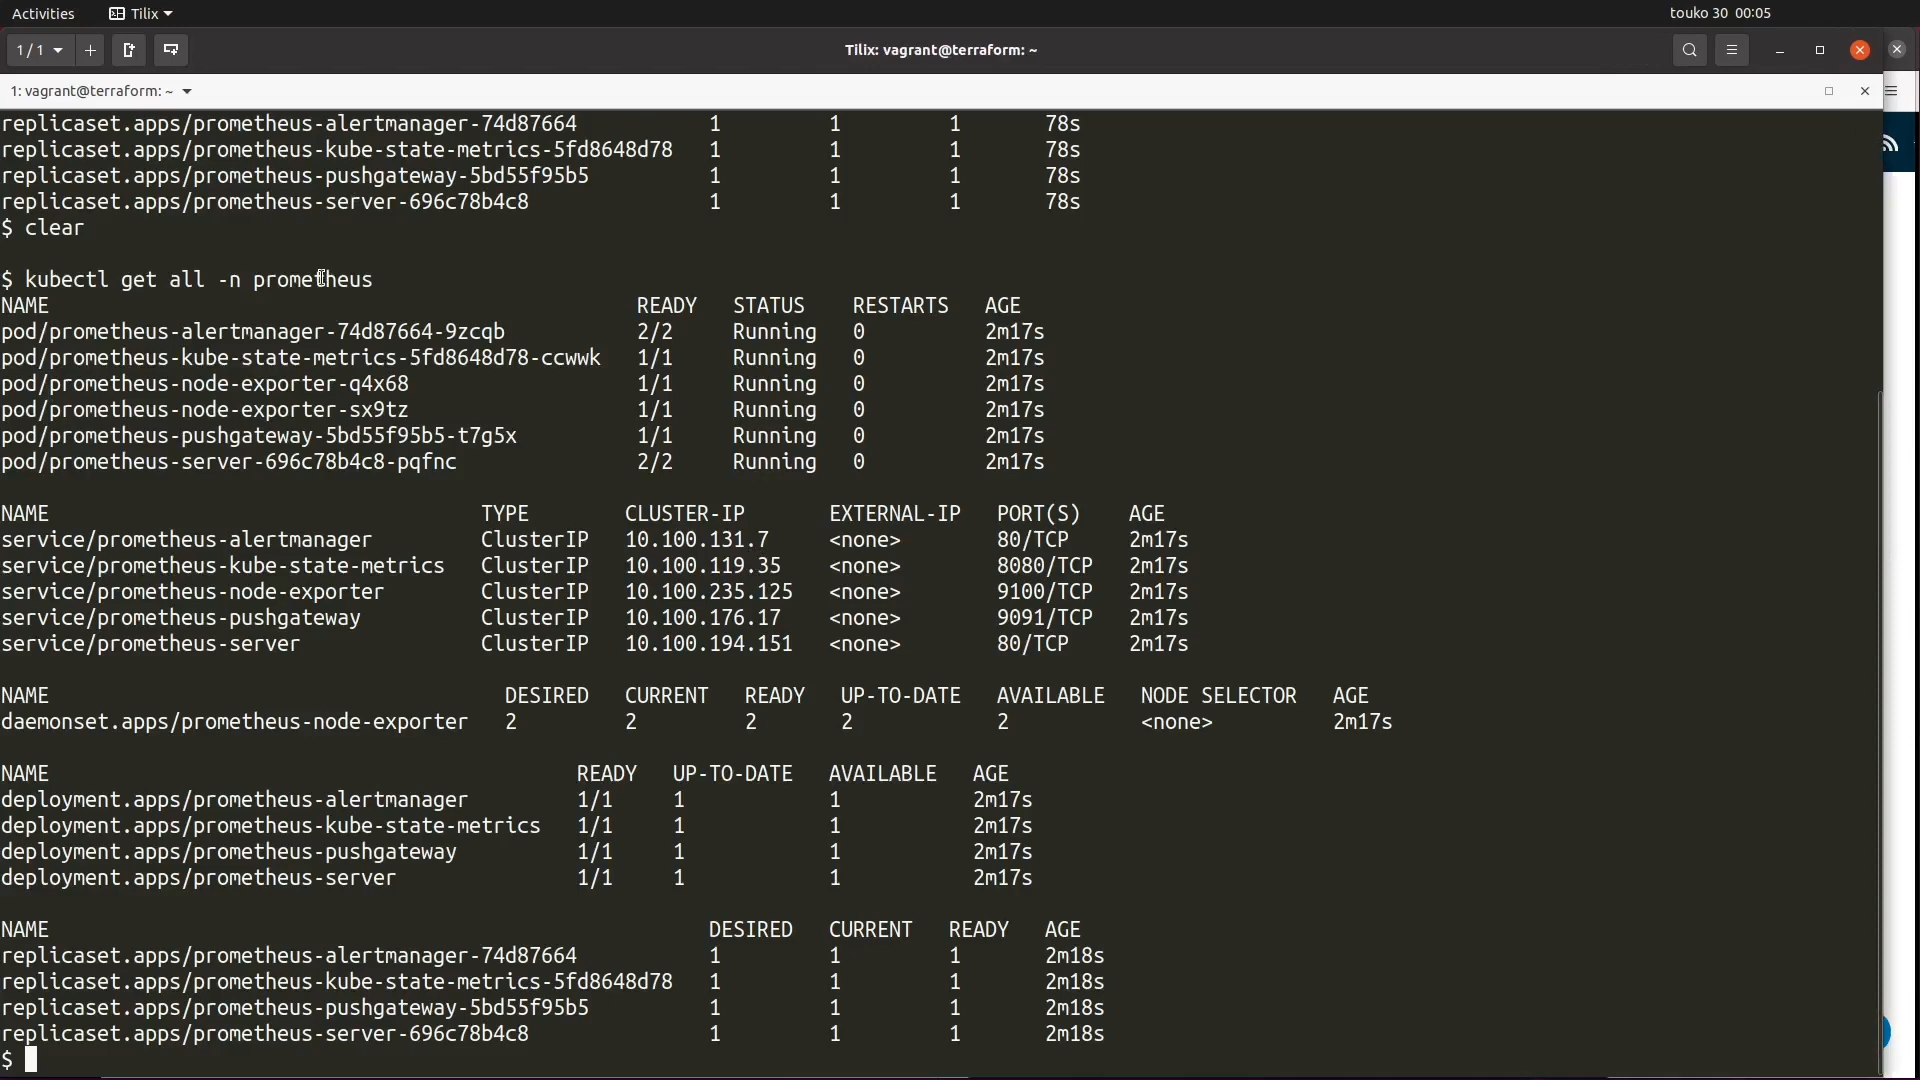 Activities Tilix touko 30 00:05
1 / 1 Tilix: vagrant@terraform: ~
1: vagrant@terraform: ~
replicaset.apps/prometheus-alertmanager-74d87664 1 1 1 78s
replicaset.apps/prometheus-kube-state-metrics-5fd8648d78 1 1 1 78s
replicaset.apps/prometheus-pushgateway-5bd55f95b5 1 1 1 78s
replicaset.apps/prometheus-server-696c78b4c8 1 1 1 78s
$ clear
$ kubectl get all -n prometheus
NAME READY STATUS RESTARTS AGE
pod/prometheus-alertmanager-74d87664-9zcqb 2/2 Running 0 2m17s
pod/prometheus-kube-state-metrics-5fd8648d78-ccwwk 1/1 Running 0 2m17s
pod/prometheus-node-exporter-q4x68 1/1 Running 0 2m17s
pod/prometheus-node-exporter-sx9tz 1/1 Running 0 2m17s
pod/prometheus-pushgateway-5bd55f95b5-t7g5x 1/1 Running 0 2m17s
pod/prometheus-server-696c78b4c8-pqfnc 2/2 Running 0 2m17s
NAME TYPE CLUSTER-IP EXTERNAL-IP PORT(S) AGE
service/prometheus-alertmanager ClusterIP 10.100.131.7 <none> 80/TCP 2m17s
service/prometheus-kube-state-metrics ClusterIP 10.100.119.35 <none> 8080/TCP 2m17s
service/prometheus-node-exporter ClusterIP 10.100.235.125 <none> 9100/TCP 2m17s
service/prometheus-pushgateway ClusterIP 10.100.176.17 <none> 9091/TCP 2m17s
service/prometheus-server ClusterIP 10.100.194.151 <none> 80/TCP 2m17s
NAME DESIRED CURRENT READY UP-TO-DATE AVAILABLE NODE SELECTOR AGE
daemonset.apps/prometheus-node-exporter 2 2 2 2 2 <none> 2m17s
NAME READY UP-TO-DATE AVAILABLE AGE
deployment.apps/prometheus-alertmanager 1/1 1 1 2m17s
deployment.apps/prometheus-kube-state-metrics 1/1 1 1 2m17s
deployment.apps/prometheus-pushgateway 1/1 1 1 2m17s
deployment.apps/prometheus-server 1/1 1 1 2m17s
NAME DESIRED CURRENT READY AGE
replicaset.apps/prometheus-alertmanager-74d87664 1 1 1 2m18s
replicaset.apps/prometheus-kube-state-metrics-5fd8648d78 1 1 1 2m18s
replicaset.apps/prometheus-pushgateway-5bd55f95b5 1 1 1 2m18s
replicaset.apps/prometheus-server-696c78b4c8 1 1 1 2m18s
$